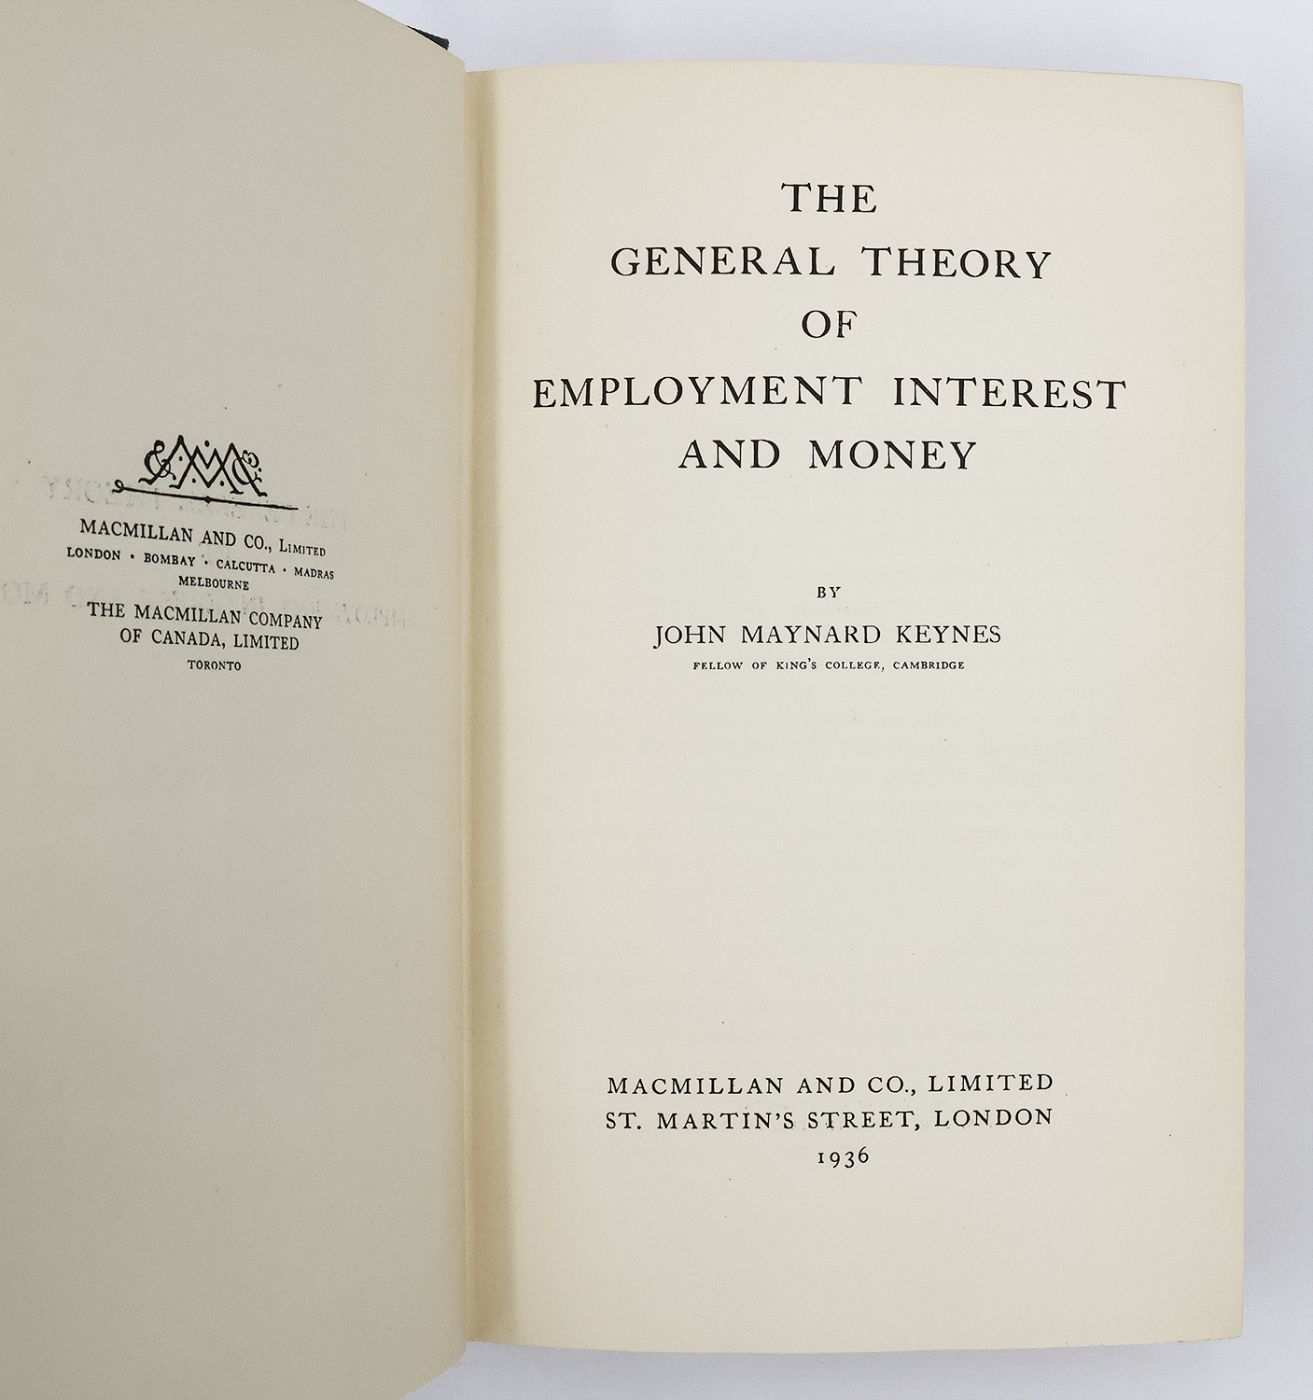 MACMILLAN AND CO., LIMITED
LONDON · BOMBAY · CALCUTTA · MADRAS
MELBOURNE
THE MACMILLAN COMPANY
OF CANADA, LIMITED
TORONTO
THE
GENERAL THEORY
OF
EMPLOYMENT INTEREST
AND MONEY
BY
JOHN MAYNARD KEYNES
FELLOW OF KING'S COLLEGE, CAMBRIDGE
MACMILLAN AND CO., LIMITED
ST. MARTIN'S STREET, LONDON
1936